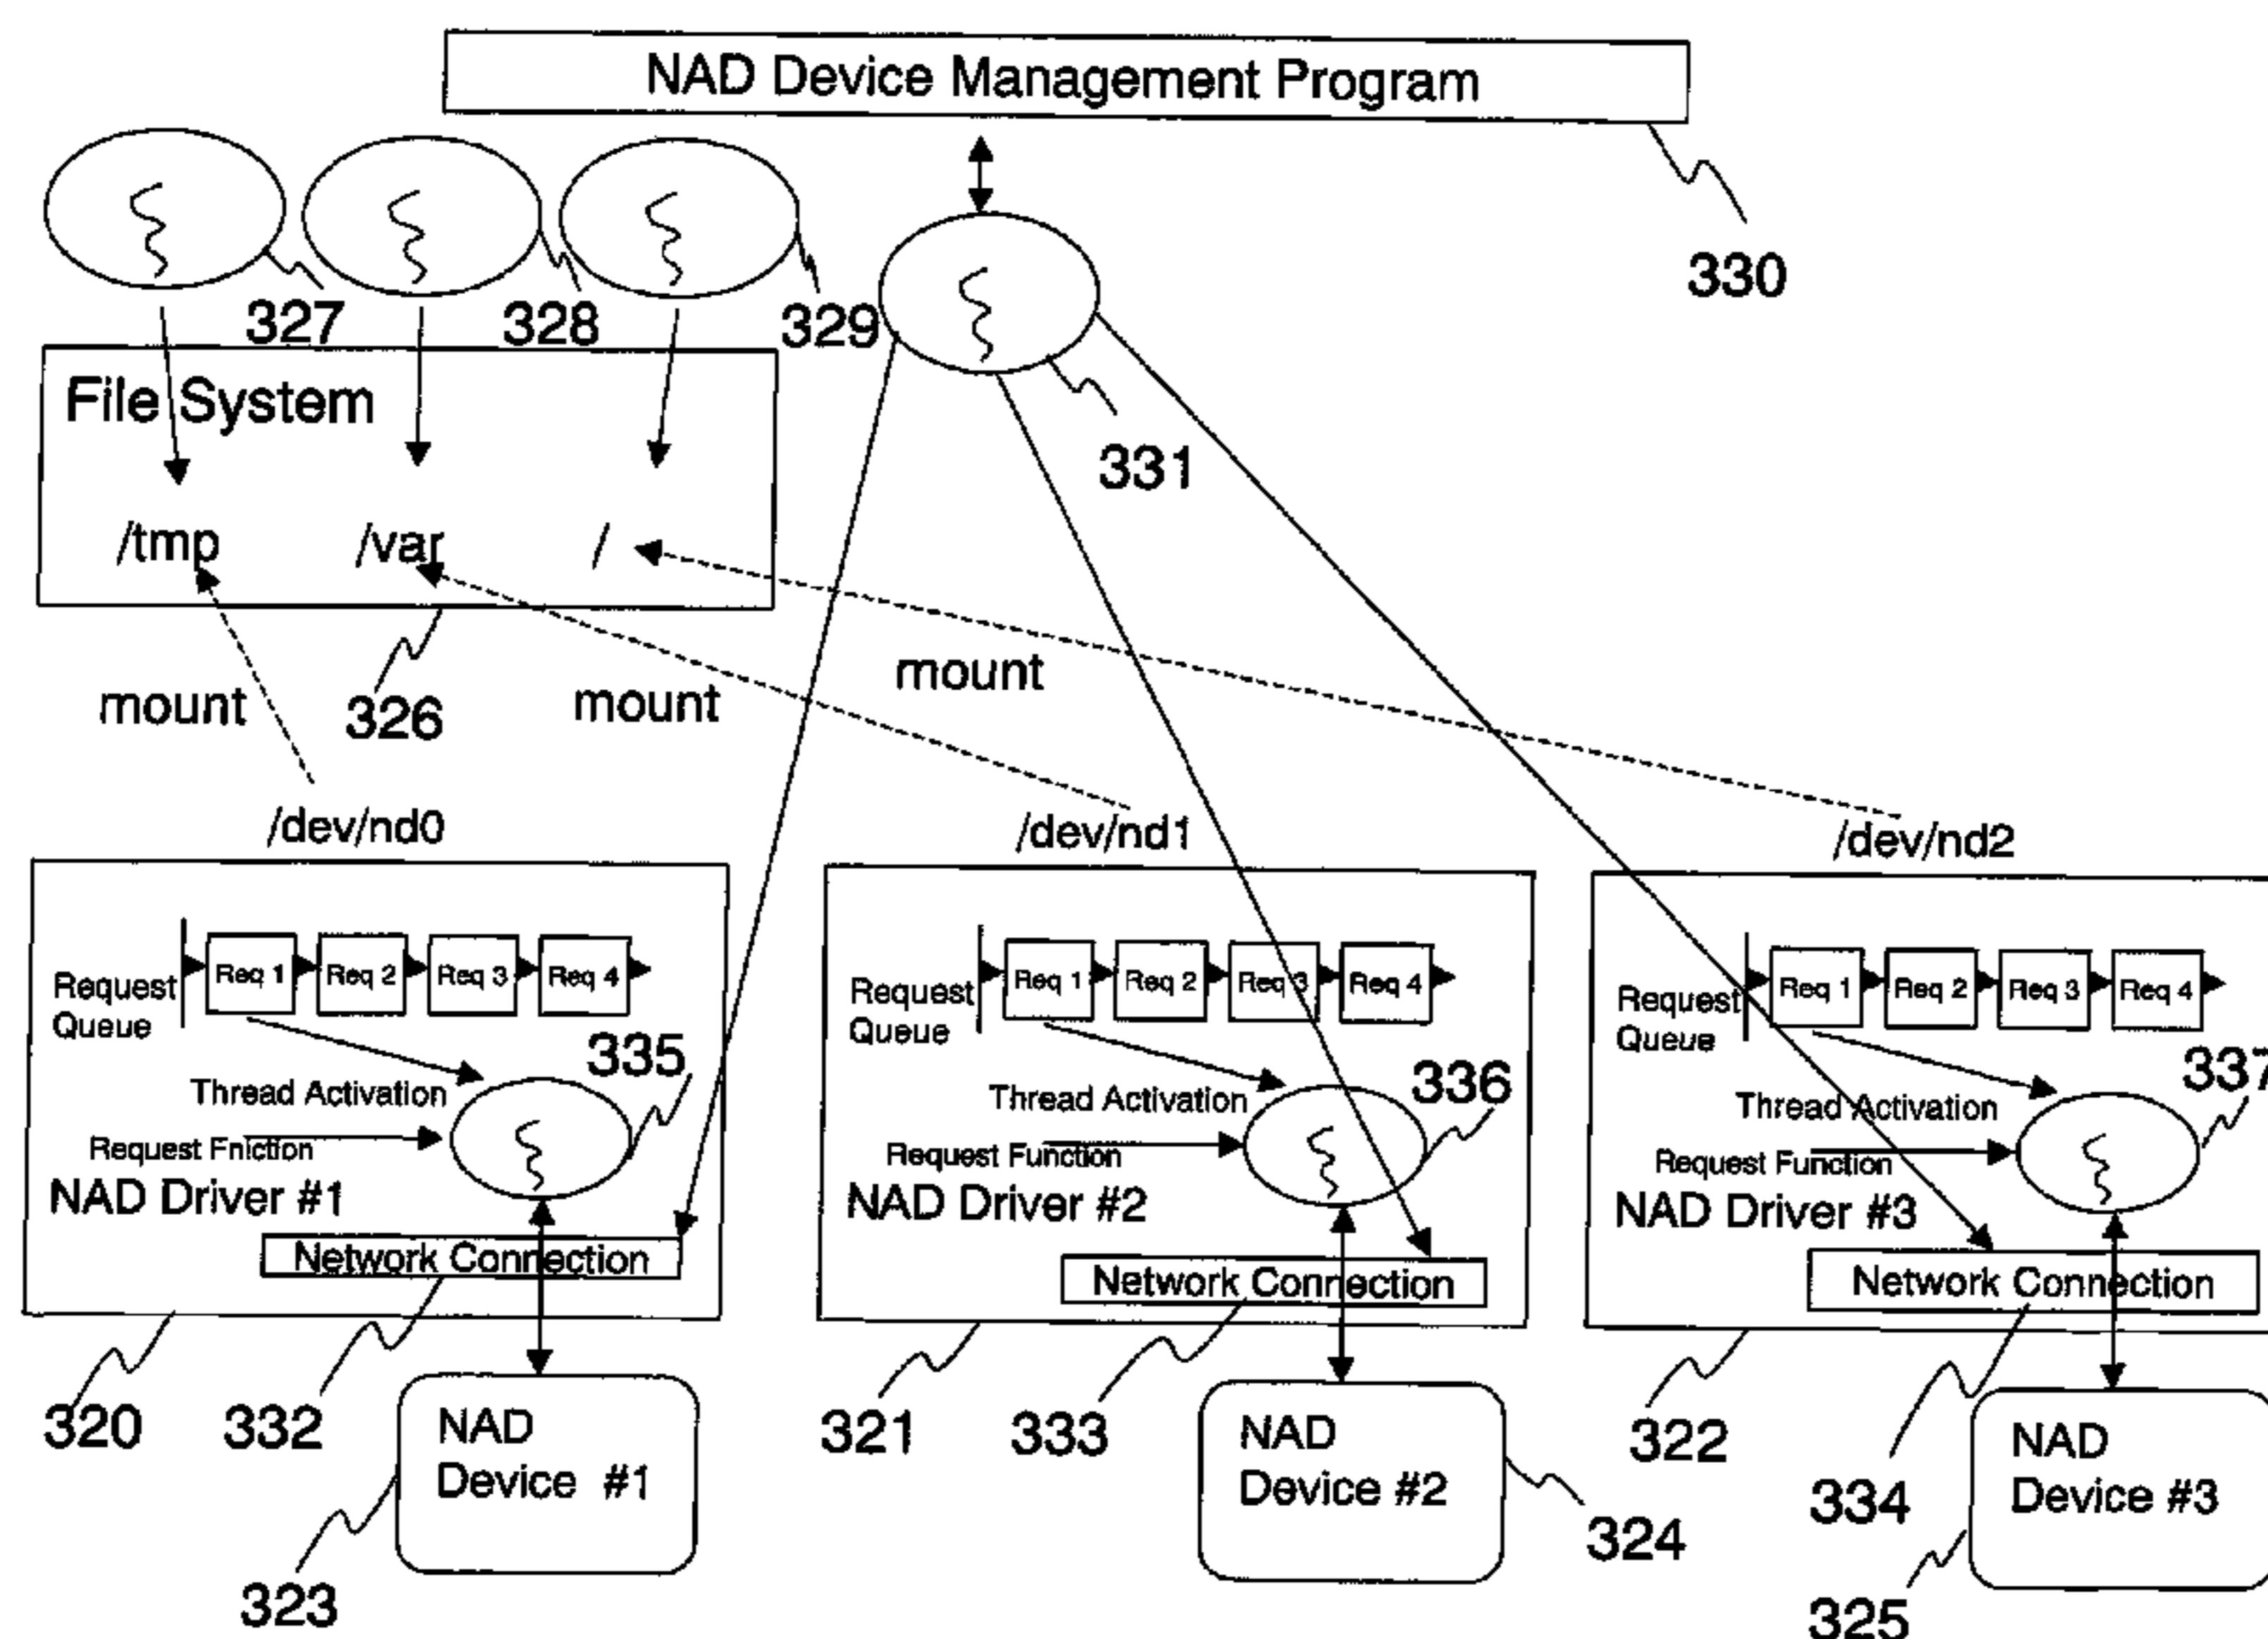 NAD Device Management Program
330
327
328
329
331
File System
/tmp
/var
/
326
mount
mount
mount
/dev/nd0
/dev/nd1
/dev/nd2
Request
Queue
Req 1
Req 2
Req 3
Req 4
335
Thread Activation
Request Fniction
NAD Driver #1
Network Connection
Request
Queue
Req 1
Req 2
Req 3
Req 4
336
Thread Activation
Request Function
NAD Driver #2
Network Connection
Request
Queue
Req 1
Req 2
Req 3
Req 4
337
Thread Activation
Request Function
NAD Driver #3
Network Connection
320
332
NAD
Device #1
323
321
333
NAD
Device #2
324
322
334
NAD
Device #3
325